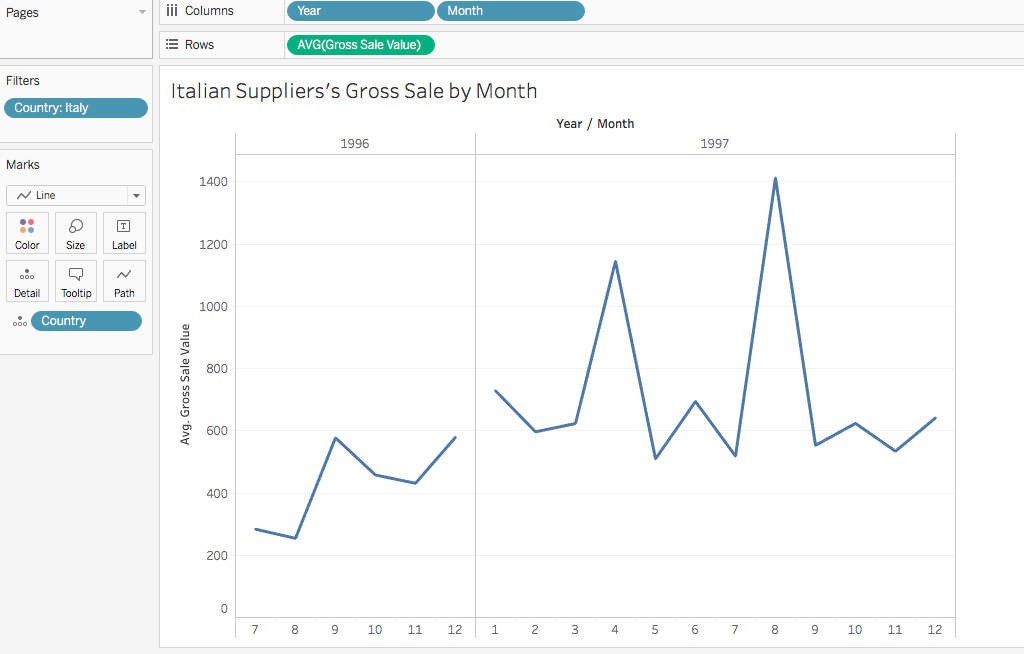 Pages
Columns
Year
Month
Rows
AVG(Gross Sale Value)
Filters
Country: Italy
Marks
Line
Color
Size
Label
Detail
Tooltip
Path
Country
Italian Suppliers's Gross Sale by Month
Year / Month
1996
1997
Avg. Gross Sale Value
1400
1200
1000
800
600
400
200
0
7 8 9 10 11 12 1 2 3 4 5 6 7 8 9 10 11 12